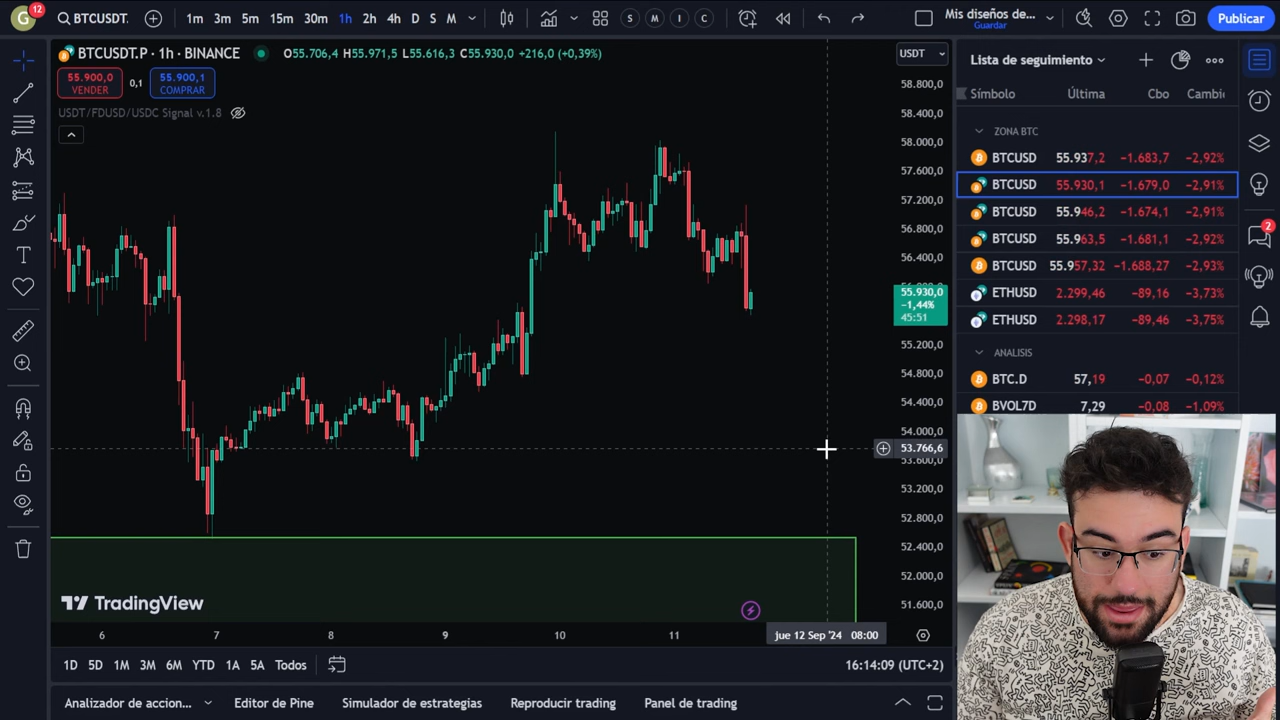 G
12
BTCUSDT.
1m 3m 5m 15m 30m 1h 2h 4h D S M
S M I C
Mis diseños de...
Guardar
Publicar
BTCUSDT.P · 1h · BINANCE O55.706,4 H55.971,5 L55.616,3 C55.930,0 +216,0 (+0,39%)
USDT
55.900,0
VENDER
0,1
55.900,1
COMPRAR
USDT/FDUSD/USDC Signal v.1.8
58.800,0
58.400,0
58.000,0
57.600,0
57.200,0
56.800,0
56.400,0
55.930,0
−1,44%
45:51
55.200,0
54.800,0
54.400,0
54.000,0
53.766,6
53.600,0
53.200,0
52.800,0
52.400,0
52.000,0
51.600,0
TradingView
6 7 8 9 10 11
jue 12 Sep '24 08:00
1D 5D 1M 3M 6M YTD 1A 5A Todos
16:14:09 (UTC+2)
Analizador de accion...
Editor de Pine
Simulador de estrategias
Reproducir trading
Panel de trading
Lista de seguimiento
Símbolo Última Cbo Cambi
ZONA BTC
BTCUSD 55.937,2 −1.683,7 −2,92%
BTCUSD 55.930,1 −1.679,0 −2,91%
BTCUSD 55.946,2 −1.674,1 −2,91%
BTCUSD 55.963,5 −1.681,1 −2,92%
BTCUSD 55.957,32 −1.688,27 −2,93%
ETHUSD 2.299,46 −89,16 −3,73%
ETHUSD 2.298,17 −89,46 −3,75%
ANALISIS
BTC.D 57,19 −0,07 −0,12%
BVOL7D 7,29 −0,08 −1,09%
2